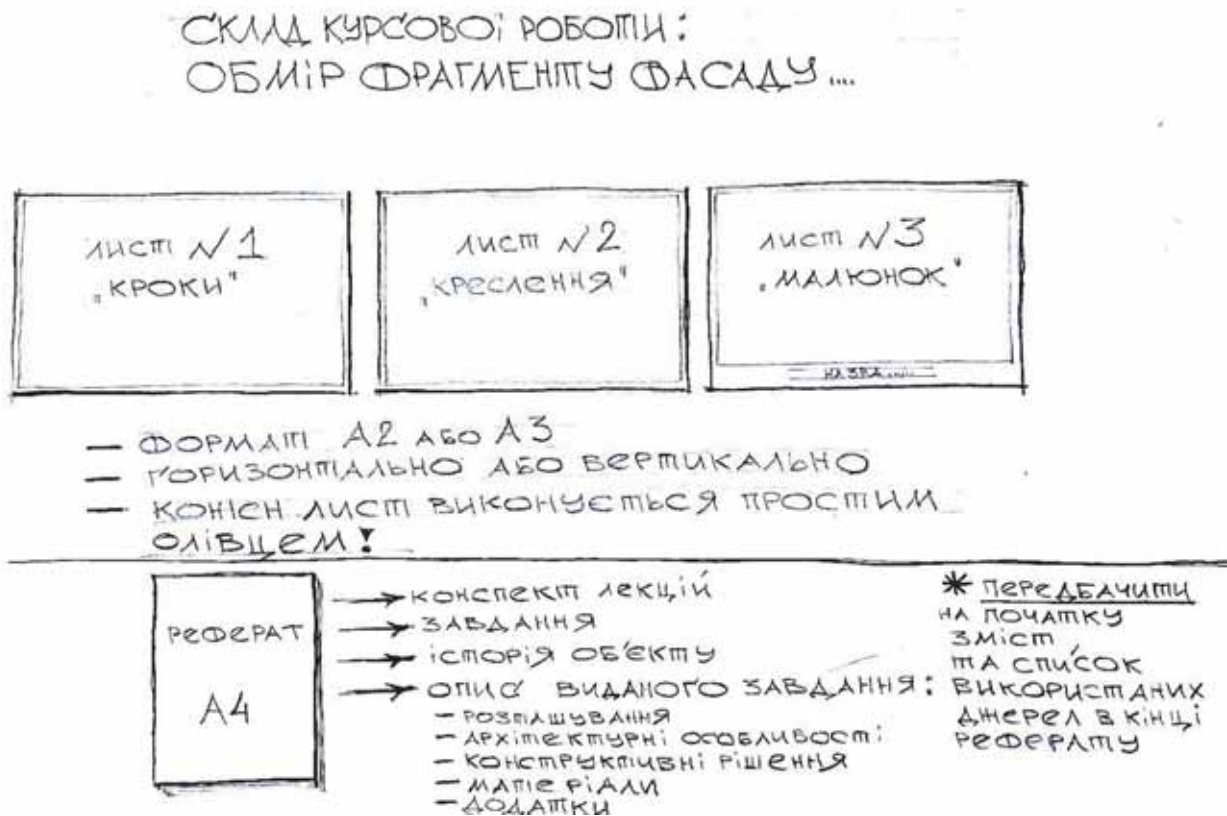 СКЛАД КУРСОВОЇ РОБОТИ:
ОБМІР ФРАГМЕНТУ ФАСАДУ....
ЛИСТ №1
„КРОКИ"
ЛИСТ №2
„КРЕСЛЕННЯ"
ЛИСТ №3
„МАЛЮНОК"
НАЗВА....
— ФОРМАТ А2 АБО А3
— ГОРИЗОНТАЛЬНО АБО ВЕРТИКАЛЬНО
— КОЖЕН ЛИСТ ВИКОНУЄТЬСЯ ПРОСТИМ
ОЛІВЦЕМ!
РЕФЕРАТ
А4
→ КОНСПЕКТ ЛЕКЦІЙ
→ ЗАВДАННЯ
→ ІСТОРІЯ ОБ'ЄКТУ
→ ОПИС ВИДАНОГО ЗАВДАННЯ:
— РОЗТАШУВАННЯ
— АРХІТЕКТУРНІ ОСОБЛИВОСТІ
— КОНСТРУКТИВНІ РІШЕННЯ
— МАТЕРІАЛИ
— ДОДАТКИ
* ПЕРЕДБАЧИТИ
НА ПОЧАТКУ
ЗМІСТ
ТА СПИСОК
ВИКОРИСТАНИХ
ДЖЕРЕЛ В КІНЦІ
РЕФЕРАТУ